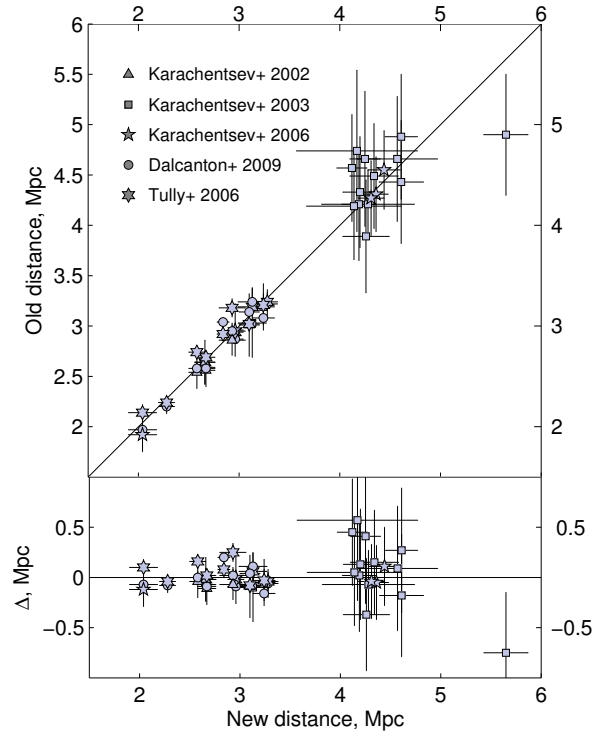 2 3 4 5 6
6
5.5
5 5
4.5
4 4
3.5
3 3
2.5
2 2
Karachentsev+ 2002
Karachentsev+ 2003
Karachentsev+ 2006
Dalcanton+ 2009
Tully+ 2006
Old distance, Mpc
0.5 0.5
0
−0.5 −0.5
Δ, Mpc
2 3 4 5 6
New distance, Mpc